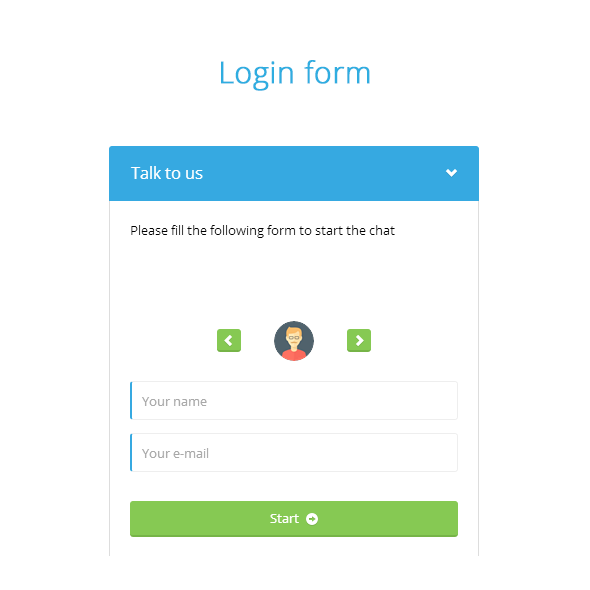 Login form
Talk to us
Please fill the following form to start the chat
Your name
Your e-mail
Start